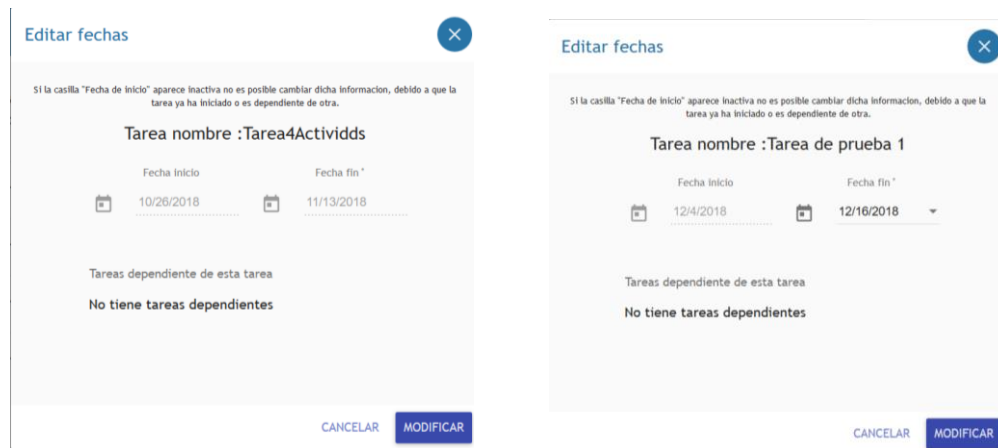 Editar fechas
Si la casilla "Fecha de inicio" aparece inactiva no es posible cambiar dicha informacion, debido a que la
tarea ya ha iniciado o es dependiente de otra.
Tarea nombre :Tarea4Actividds
Fecha inicio
Fecha fin *
10/26/2018
11/13/2018
Tareas dependiente de esta tarea
No tiene tareas dependientes
CANCELAR
MODIFICAR
Editar fechas
Si la casilla "Fecha de inicio" aparece inactiva no es posible cambiar dicha informacion, debido a que la
tarea ya ha iniciado o es dependiente de otra.
Tarea nombre :Tarea de prueba 1
Fecha inicio
Fecha fin *
12/4/2018
12/16/2018
Tareas dependiente de esta tarea
No tiene tareas dependientes
CANCELAR
MODIFICAR